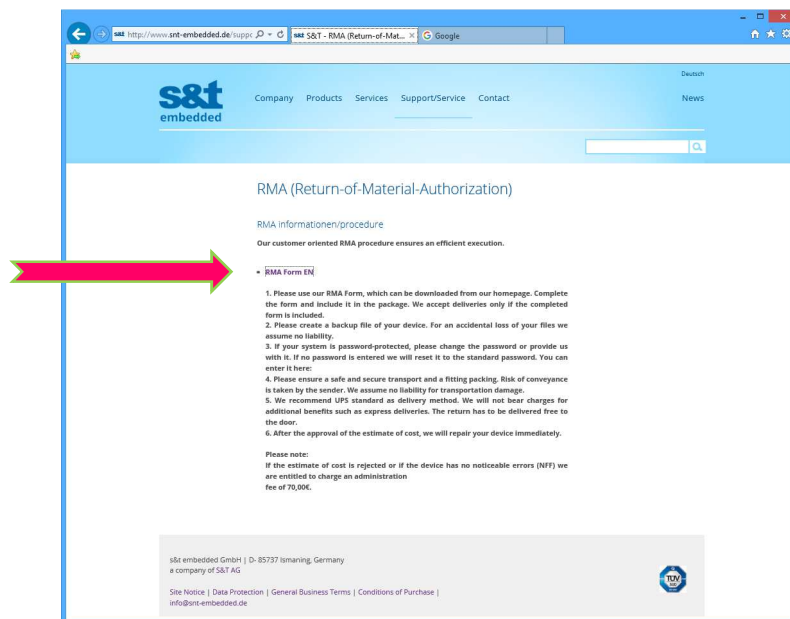 s&t http://www.snt-embedded.de/suppc
s&t S&T - RMA (Return-of-Mat...
G Google
Deutsch
s&t
embedded
Company Products Services Support/Service Contact
News
RMA (Return-of-Material-Authorization)
RMA informationen/procedure
Our customer oriented RMA procedure ensures an efficient execution.
RMA Form EN
1. Please use our RMA Form, which can be downloaded from our homepage. Complete
the form and include it in the package. We accept deliveries only if the completed
form is included.
2. Please create a backup file of your device. For an accidental loss of your files we
assume no liability.
3. If your system is password-protected, please change the password or provide us
with it. If no password is entered we will reset it to the standard password. You can
enter it here:
4. Please ensure a safe and secure transport and a fitting packing. Risk of conveyance
is taken by the sender. We assume no liability for transportation damage.
5. We recommend UPS standard as delivery method. We will not bear charges for
additional benefits such as express deliveries. The return has to be delivered free to
the door.
6. After the approval of the estimate of cost, we will repair your device immediately.
Please note:
If the estimate of cost is rejected or if the device has no noticeable errors (NFF) we
are entitled to charge an administration
fee of 70,00€.
s&t embedded GmbH | D- 85737 Ismaning, Germany
a company of S&T AG
TÜV
Site Notice | Data Protection | General Business Terms | Conditions of Purchase |
info@snt-embedded.de